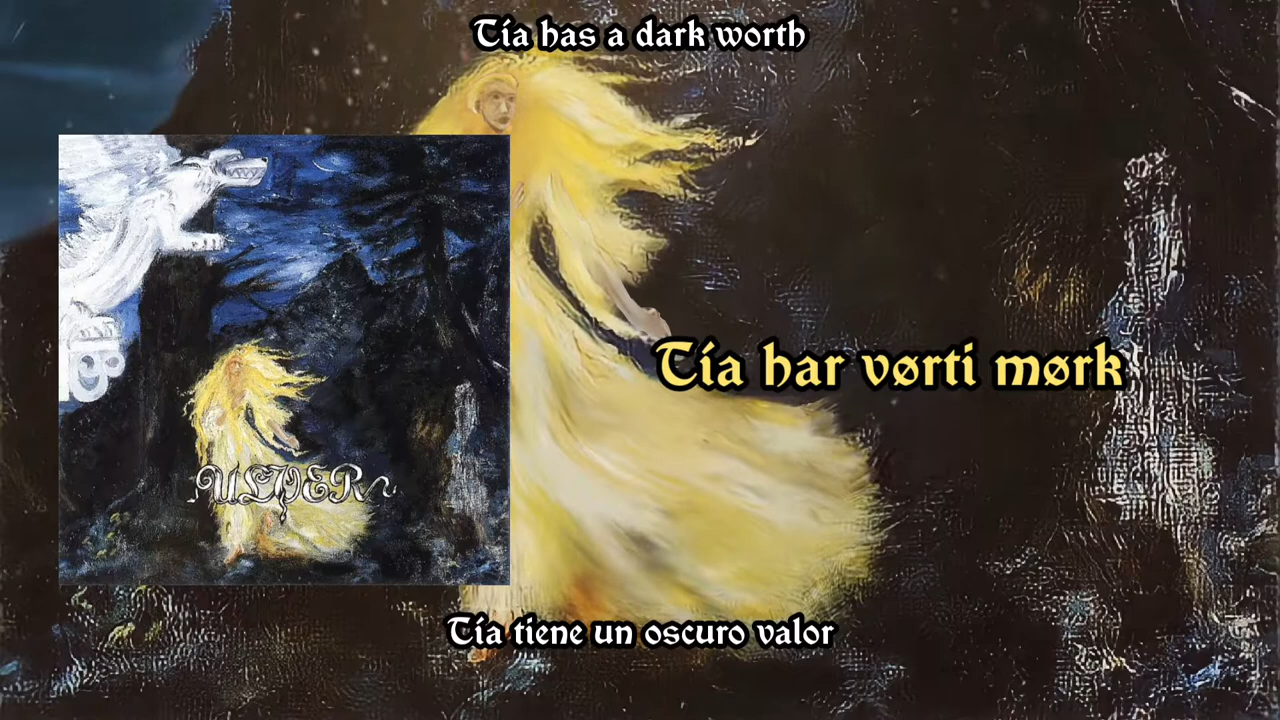 Tía has a dark worth
Tía har vørti mørk
ULVER
Tía tiene un oscuro valor